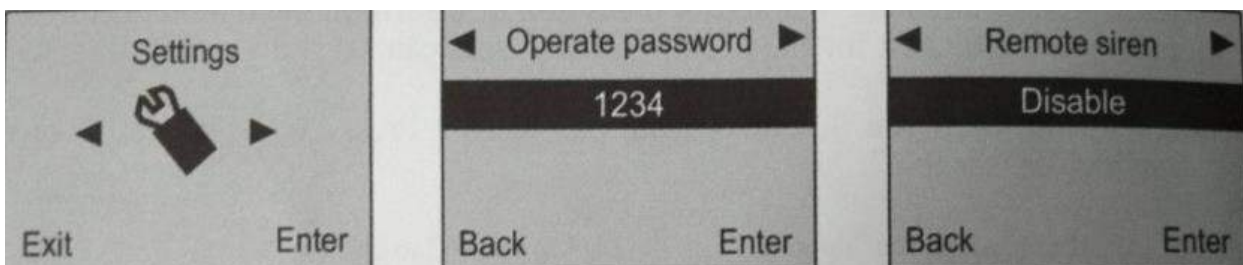 Settings
Exit Enter
Operate password
1234
Back Enter
Remote siren
Disable
Back Enter